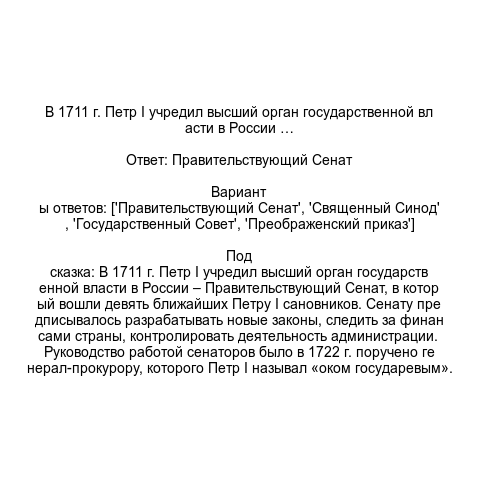 В 1711 г. Петр I учредил высший орган государственной вл
асти в России …
Ответ: Правительствующий Сенат
Вариант
ы ответов: ['Правительствующий Сенат', 'Священный Синод'
, 'Государственный Совет', 'Преображенский приказ']
Под
сказка: В 1711 г. Петр I учредил высший орган государств
енной власти в России – Правительствующий Сенат, в котор
ый вошли девять ближайших Петру I сановников. Сенату пре
дписывалось разрабатывать новые законы, следить за финан
сами страны, контролировать деятельность администрации.
Руководство работой сенаторов было в 1722 г. поручено ге
нерал-прокурору, которого Петр I называл «оком государевым».